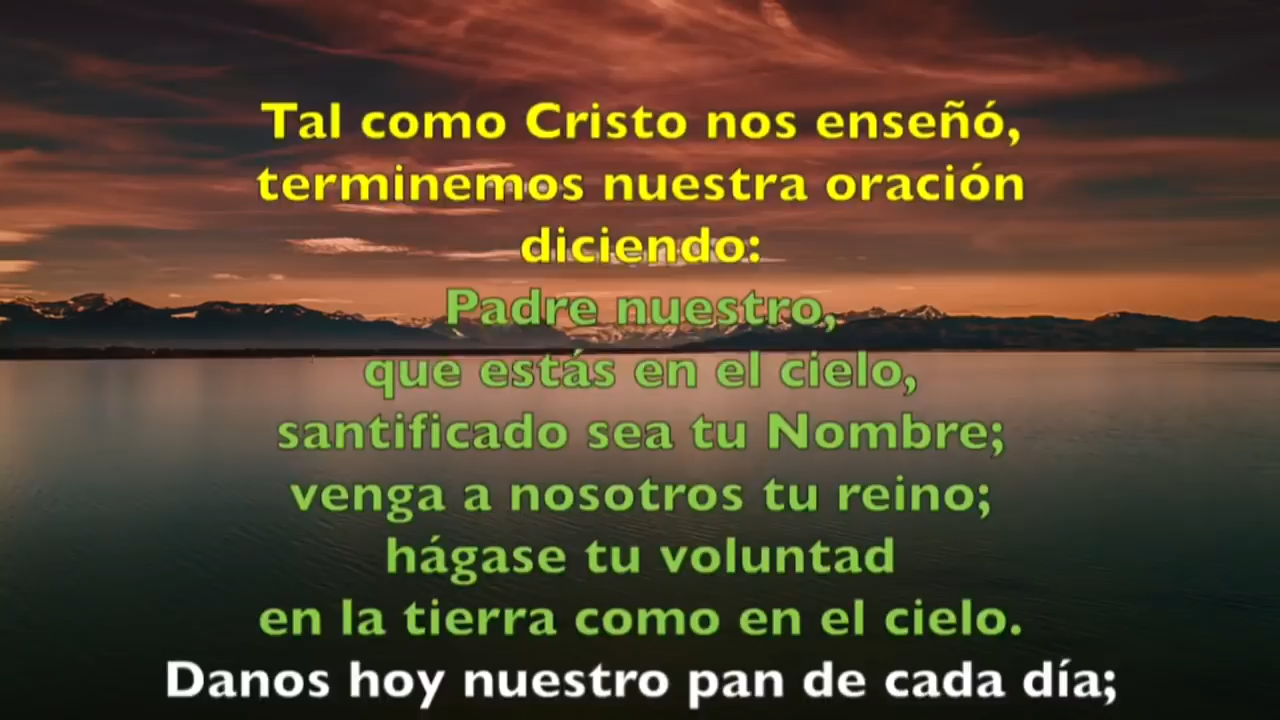 Tal como Cristo nos enseñó,
terminemos nuestra oración
diciendo:
Padre nuestro,
que estás en el cielo,
santificado sea tu Nombre;
venga a nosotros tu reino;
hágase tu voluntad
en la tierra como en el cielo.
Danos hoy nuestro pan de cada día;